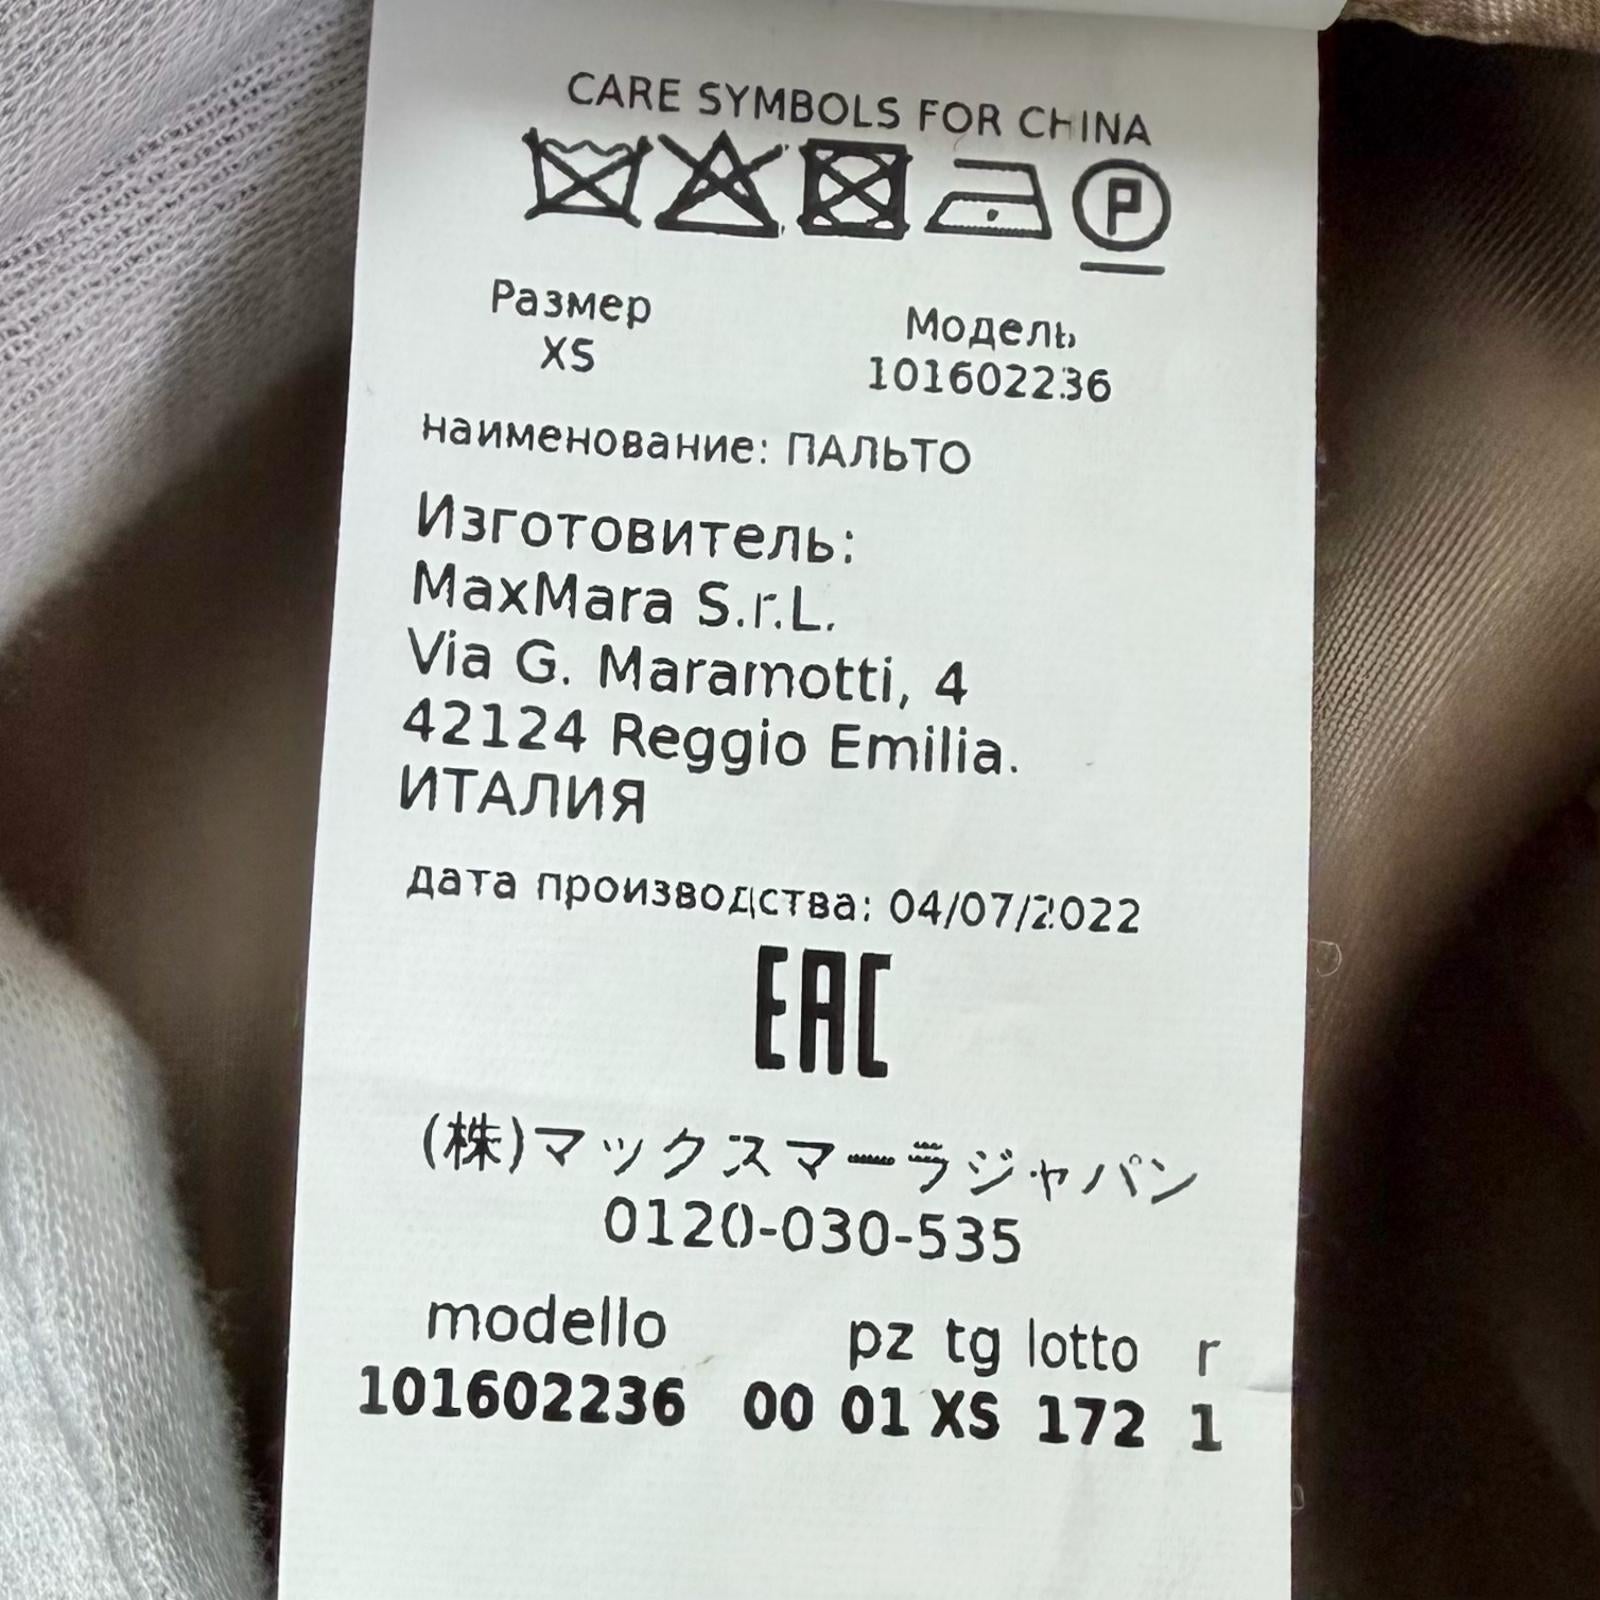 CARE SYMBOLS FOR CHINA
P
Размер Модель
XS 101602236
наименование: ПАЛЬТО
Изготовитель:
MaxMara S.r.L.
Via G. Maramotti, 4
42124 Reggio Emilia.
ИТАЛИЯ
дата производства: 04/07/2022
EAC
(株)マックスマーラジャパン
0120-030-535
modello pz tg lotto r
101602236 00 01 XS 172 1